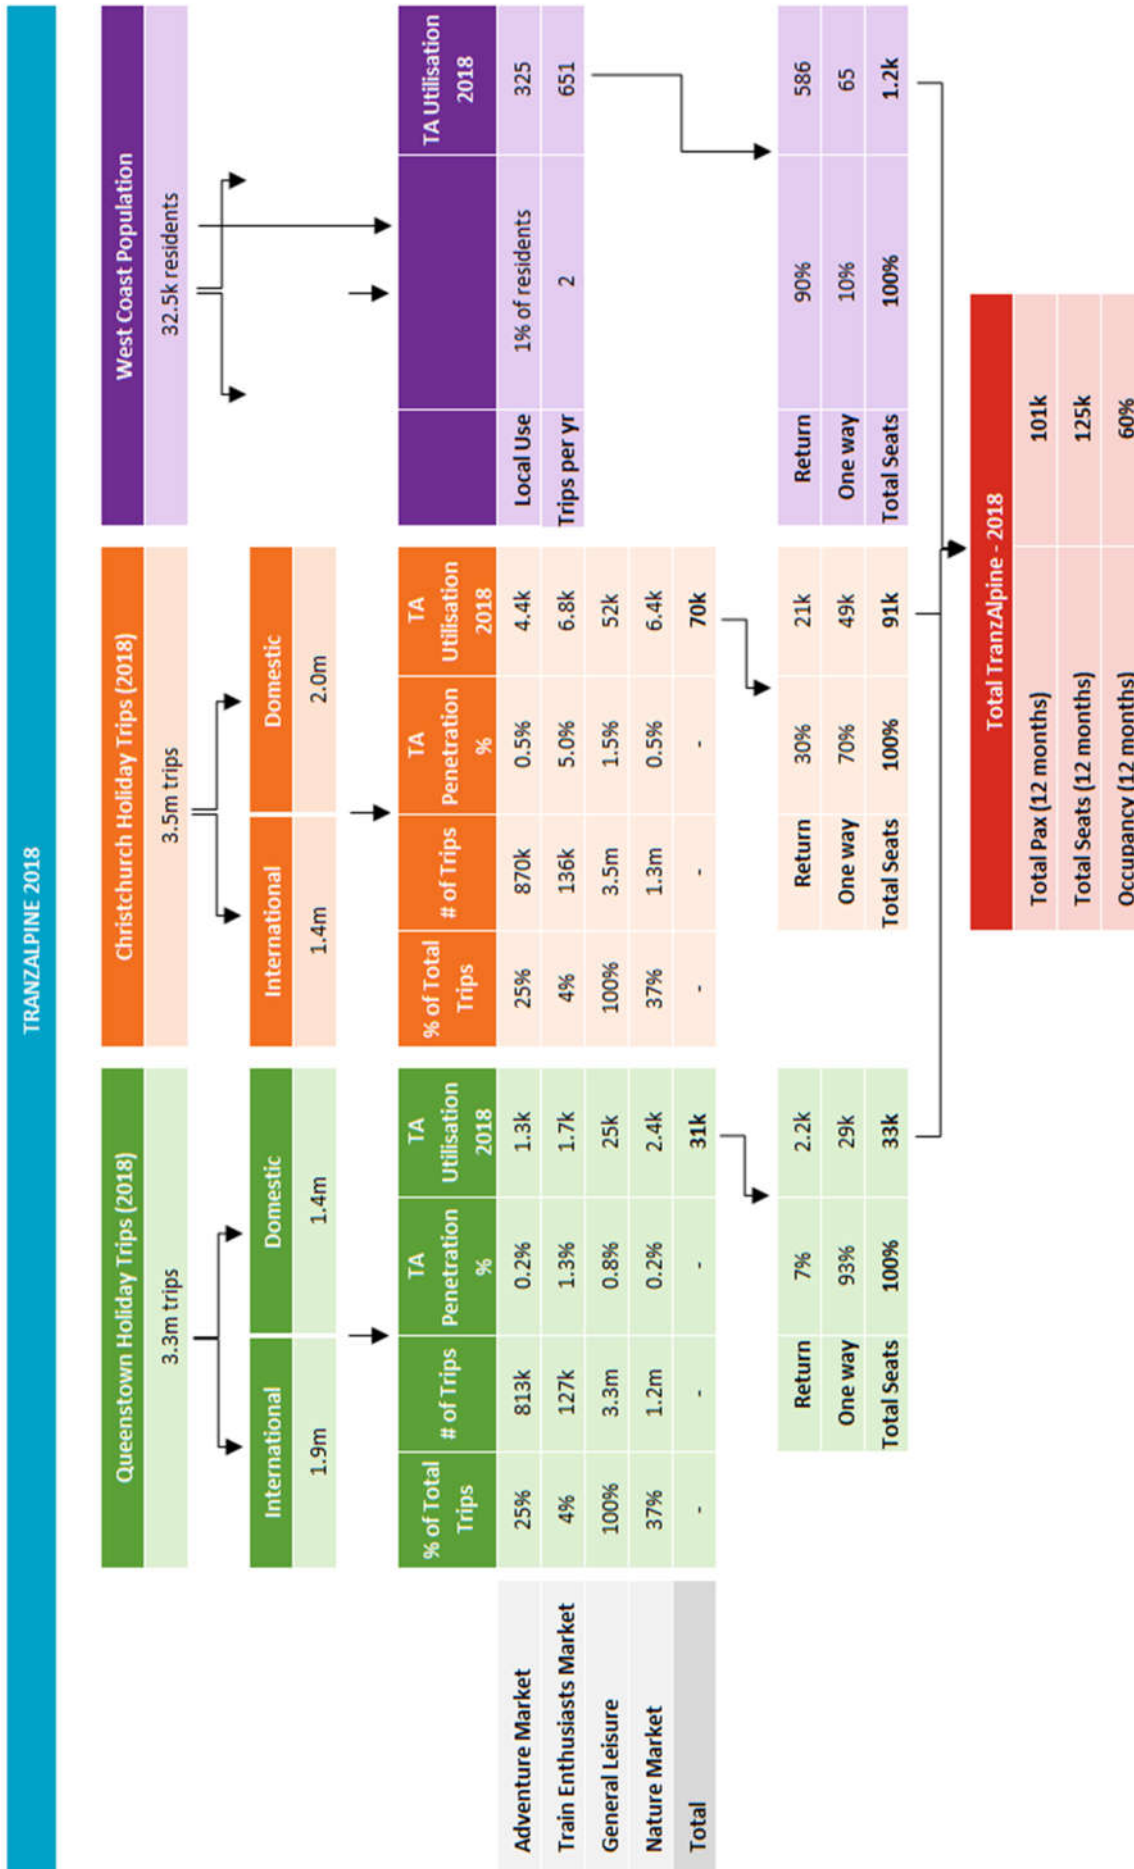 TRANZALPINE 2018
Queenstown Holiday Trips (2018)
3.3m trips
International
Domestic
1.9m
1.4m
Christchurch Holiday Trips (2018)
3.5m trips
International
Domestic
1.4m
2.0m
West Coast Population
32.5k residents
% of Total Trips
# of Trips
TA Penetration %
TA Utilisation 2018
% of Total Trips
# of Trips
TA Penetration %
TA Utilisation 2018
TA Utilisation 2018
Adventure Market 25% 813k 0.2% 1.3k 25% 870k 0.5% 4.4k Local Use 1% of residents 325
Train Enthusiasts Market 4% 127k 1.3% 1.7k 4% 136k 5.0% 6.8k Trips per yr 2 651
General Leisure 100% 3.3m 0.8% 25k 100% 3.5m 1.5% 52k
Nature Market 37% 1.2m 0.2% 2.4k 37% 1.3m 0.5% 6.4k
Total - - - 31k - - - 70k
Return 7% 2.2k Return 30% 21k Return 90% 586
One way 93% 29k One way 70% 49k One way 10% 65
Total Seats 100% 33k Total Seats 100% 91k Total Seats 100% 1.2k
Total TranzAlpine - 2018
Total Pax (12 months) 101k
Total Seats (12 months) 125k
Occupancy (12 months) 60%